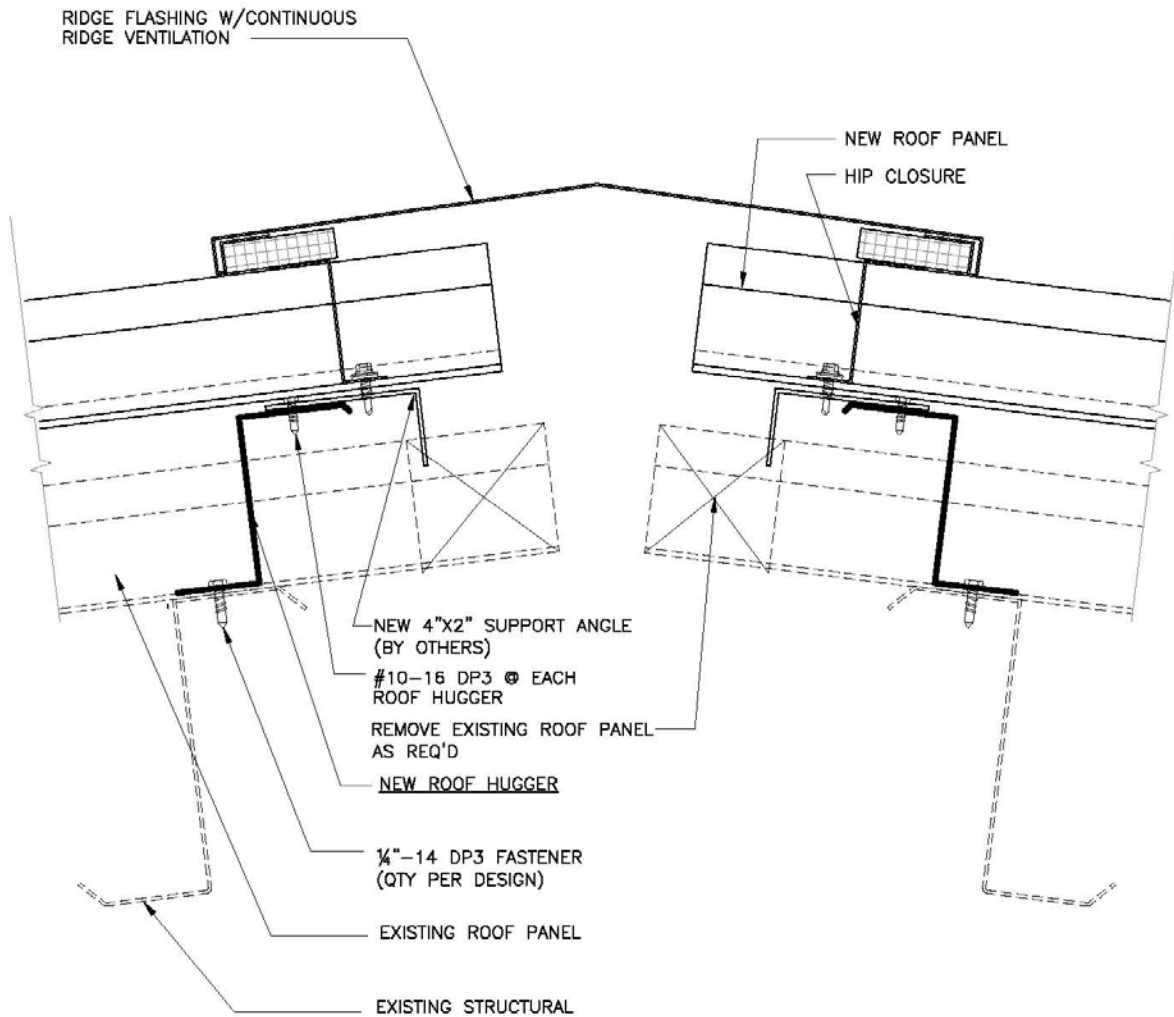 RIDGE FLASHING W/CONTINUOUS
RIDGE VENTILATION
NEW ROOF PANEL
HIP CLOSURE
NEW 4"X2" SUPPORT ANGLE
(BY OTHERS)
#10-16 DP3 @ EACH
ROOF HUGGER
REMOVE EXISTING ROOF PANEL
AS REQ'D
NEW ROOF HUGGER
¼"-14 DP3 FASTENER
(QTY PER DESIGN)
EXISTING ROOF PANEL
EXISTING STRUCTURAL